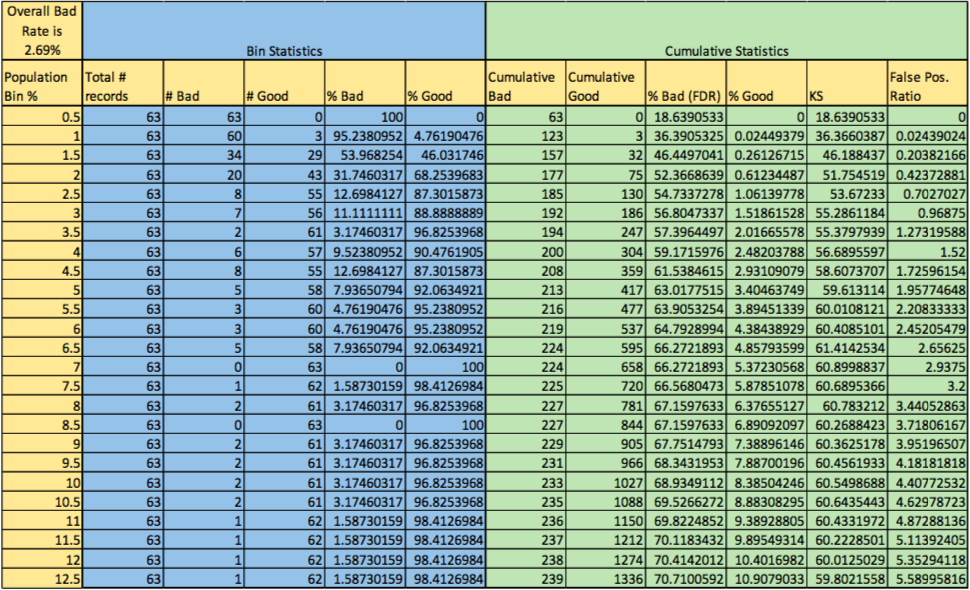 Overall Bad Rate is 2.69% Bin Statistics Cumulative Statistics
Population Bin % Total # records # Bad # Good % Bad % Good Cumulative Bad Cumulative Good % Bad (FDR) % Good KS False Pos. Ratio
0.5 63 63 0 100 0 63 0 18.6390533 0 18.6390533 0
1 63 60 3 95.2380952 4.76190476 123 3 36.3905325 0.02449379 36.3660387 0.02439024
1.5 63 34 29 53.968254 46.031746 157 32 46.4497041 0.26126715 46.188437 0.20382166
2 63 20 43 31.7460317 68.2539683 177 75 52.3668639 0.61234487 51.754519 0.42372881
2.5 63 8 55 12.6984127 87.3015873 185 130 54.7337278 1.06139778 53.67233 0.7027027
3 63 7 56 11.1111111 88.8888889 192 186 56.8047337 1.51861528 55.2861184 0.96875
3.5 63 2 61 3.17460317 96.8253968 194 247 57.3964497 2.01665578 55.3797939 1.27319588
4 63 6 57 9.52380952 90.4761905 200 304 59.1715976 2.48203788 56.6895597 1.52
4.5 63 8 55 12.6984127 87.3015873 208 359 61.5384615 2.93109079 58.6073707 1.72596154
5 63 5 58 7.93650794 92.0634921 213 417 63.0177515 3.40463749 59.613114 1.95774648
5.5 63 3 60 4.76190476 95.2380952 216 477 63.9053254 3.89451339 60.0108121 2.20833333
6 63 3 60 4.76190476 95.2380952 219 537 64.7928994 4.38438929 60.4085101 2.45205479
6.5 63 5 58 7.93650794 92.0634921 224 595 66.2721893 4.85793599 61.4142534 2.65625
7 63 0 63 0 100 224 658 66.2721893 5.37230568 60.8998837 2.9375
7.5 63 1 62 1.58730159 98.4126984 225 720 66.5680473 5.87851078 60.6895366 3.2
8 63 2 61 3.17460317 96.8253968 227 781 67.1597633 6.37655127 60.783212 3.44052863
8.5 63 0 63 0 100 227 844 67.1597633 6.89092097 60.2688423 3.71806167
9 63 2 61 3.17460317 96.8253968 229 905 67.7514793 7.38896146 60.3625178 3.95196507
9.5 63 2 61 3.17460317 96.8253968 231 966 68.3431953 7.88700196 60.4561933 4.18181818
10 63 2 61 3.17460317 96.8253968 233 1027 68.9349112 8.38504246 60.5498688 4.40772532
10.5 63 2 61 3.17460317 96.8253968 235 1088 69.5266272 8.88308295 60.6435443 4.62978723
11 63 1 62 1.58730159 98.4126984 236 1150 69.8224852 9.38928805 60.4331972 4.87288136
11.5 63 1 62 1.58730159 98.4126984 237 1212 70.1183432 9.89549314 60.2228501 5.11392405
12 63 1 62 1.58730159 98.4126984 238 1274 70.4142012 10.4016982 60.0125029 5.35294118
12.5 63 1 62 1.58730159 98.4126984 239 1336 70.7100592 10.9079033 59.8021558 5.58995816